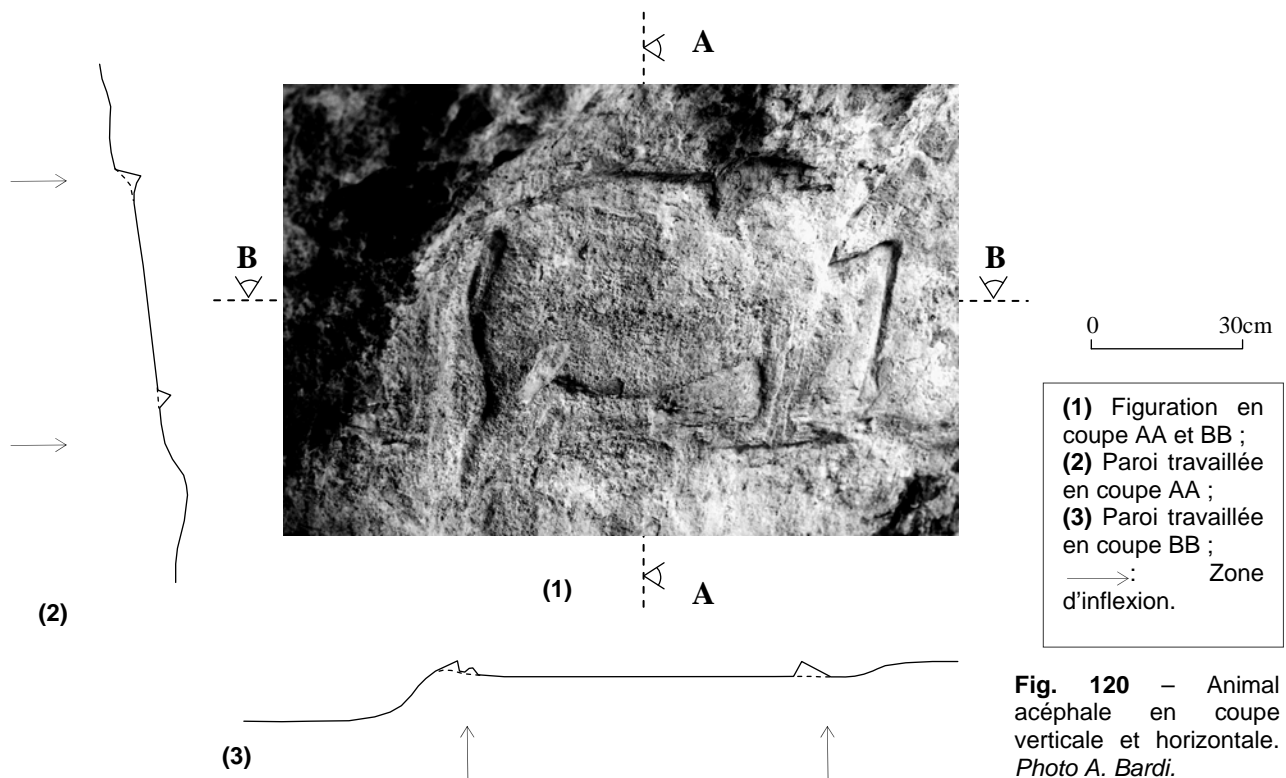 A
B
B
0 30cm
(1) Figuration en
coupe AA et BB ;
(2) Paroi travaillée
en coupe AA ;
(3) Paroi travaillée
en coupe BB ;
: Zone
d'inflexion.
(1)
A
(2)
(3)
Fig. 120 – Animal
acéphale en coupe
verticale et horizontale.
Photo A. Bardi.